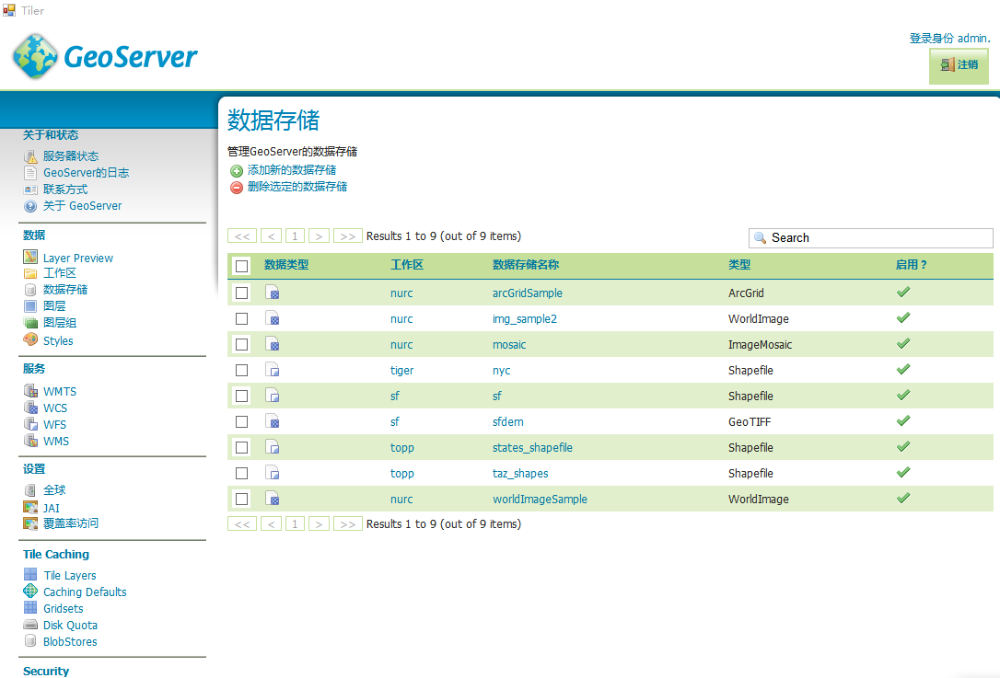 Tiler
GeoServer
登录身份 admin.
注销
关于和状态
服务器状态
GeoServer的日志
联系方式
关于 GeoServer
数据
Layer Preview
工作区
数据存储
图层
图层组
Styles
服务
WMTS
WCS
WFS
WMS
设置
全球
JAI
覆盖率访问
Tile Caching
Tile Layers
Caching Defaults
Gridsets
Disk Quota
BlobStores
Security
数据存储
管理GeoServer的数据存储
添加新的数据存储
删除选定的数据存储
<< < 1 > >> Results 1 to 9 (out of 9 items) Search
数据类型 工作区 数据存储名称 类型 启用？
nurc arcGridSample ArcGrid
nurc img_sample2 WorldImage
nurc mosaic ImageMosaic
tiger nyc Shapefile
sf sf Shapefile
sf sfdem GeoTIFF
topp states_shapefile Shapefile
topp taz_shapes Shapefile
nurc worldImageSample WorldImage
<< < 1 > >> Results 1 to 9 (out of 9 items)